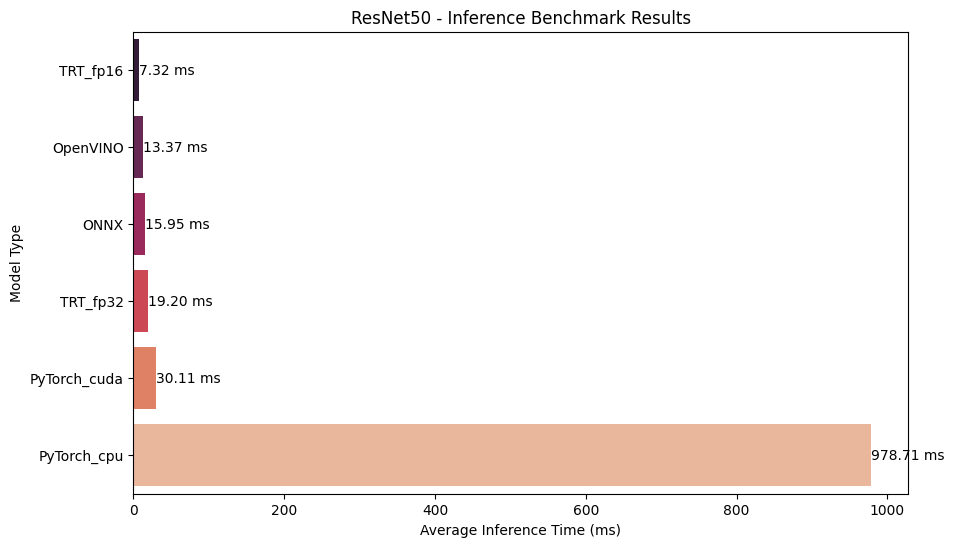 ResNet50 - Inference Benchmark Results
Model Type
TRT_fp16
7.32 ms
OpenVINO
13.37 ms
ONNX
15.95 ms
TRT_fp32
19.20 ms
PyTorch_cuda
30.11 ms
PyTorch_cpu
978.71 ms
0
200
400
600
800
1000
Average Inference Time (ms)